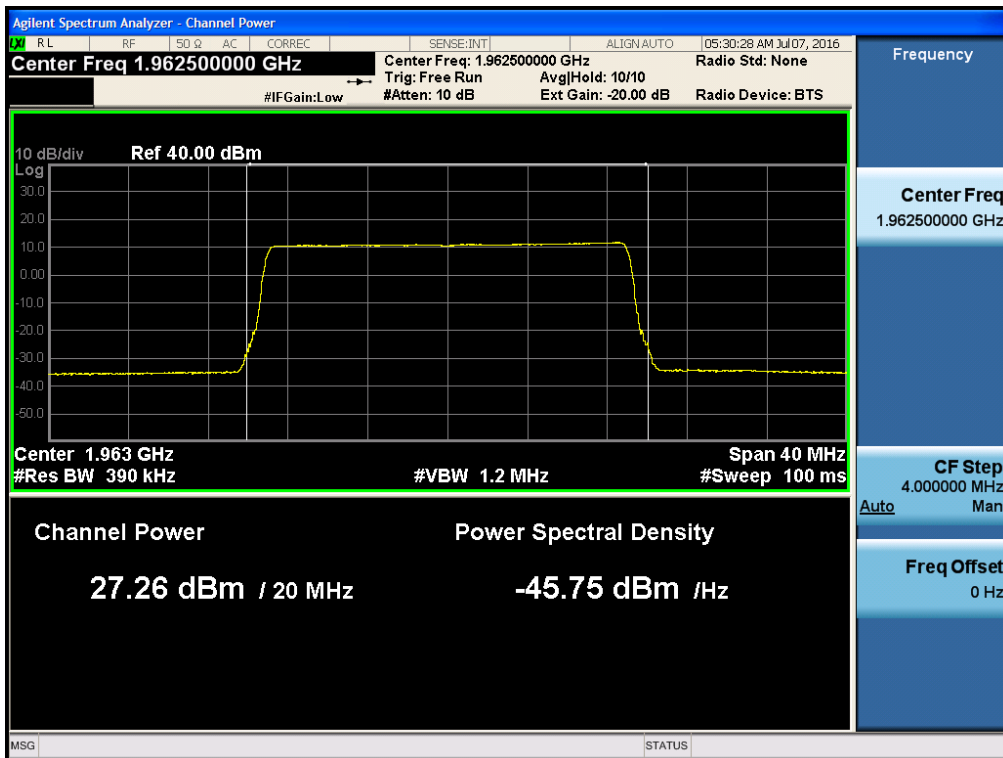 Agilent Spectrum Analyzer - Channel Power
LXI RL RF 50 Ω AC CORREC SENSE:INT ALIGN AUTO 05:30:28 AM Jul 07, 2016
Center Freq 1.962500000 GHz
#IFGain:Low
Center Freq: 1.962500000 GHz
Trig: Free Run Avg|Hold: 10/10
#Atten: 10 dB Ext Gain: -20.00 dB
Radio Std: None
Radio Device: BTS
10 dB/div Ref 40.00 dBm
Log
30.0
20.0
10.0
0.00
-10.0
-20.0
-30.0
-40.0
-50.0
Center 1.963 GHz Span 40 MHz
#Res BW 390 kHz #VBW 1.2 MHz #Sweep 100 ms
Channel Power Power Spectral Density
27.26 dBm / 20 MHz -45.75 dBm /Hz
Frequency
Center Freq
1.962500000 GHz
CF Step
4.000000 MHz
Auto Man
Freq Offset
0 Hz
MSG STATUS